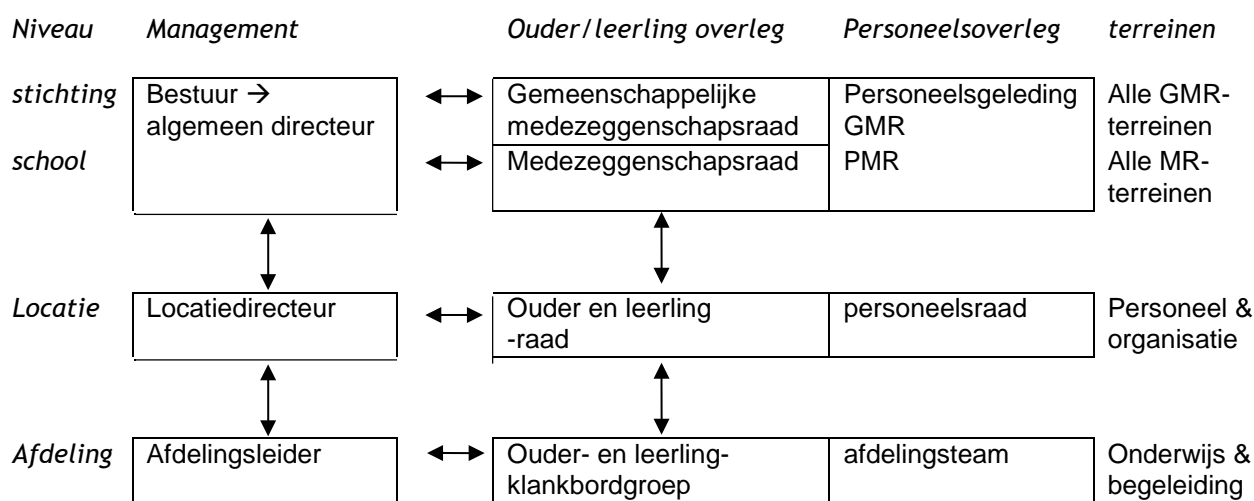 Niveau Management Ouder/leerling overleg Personeelsoverleg terreinen
stichting Bestuur → Gemeenschappelijke Personeelsgeleding Alle GMR-
algemeen directeur medezeggenschapsraad GMR terreinen
school Medezeggenschapsraad PMR Alle MR-
terreinen
Locatie Locatiedirecteur Ouder en leerling personeelsraad Personeel &
-raad organisatie
Afdeling Afdelingsleider Ouder- en leerling- afdelingsteam Onderwijs &
klankbordgroep begeleiding